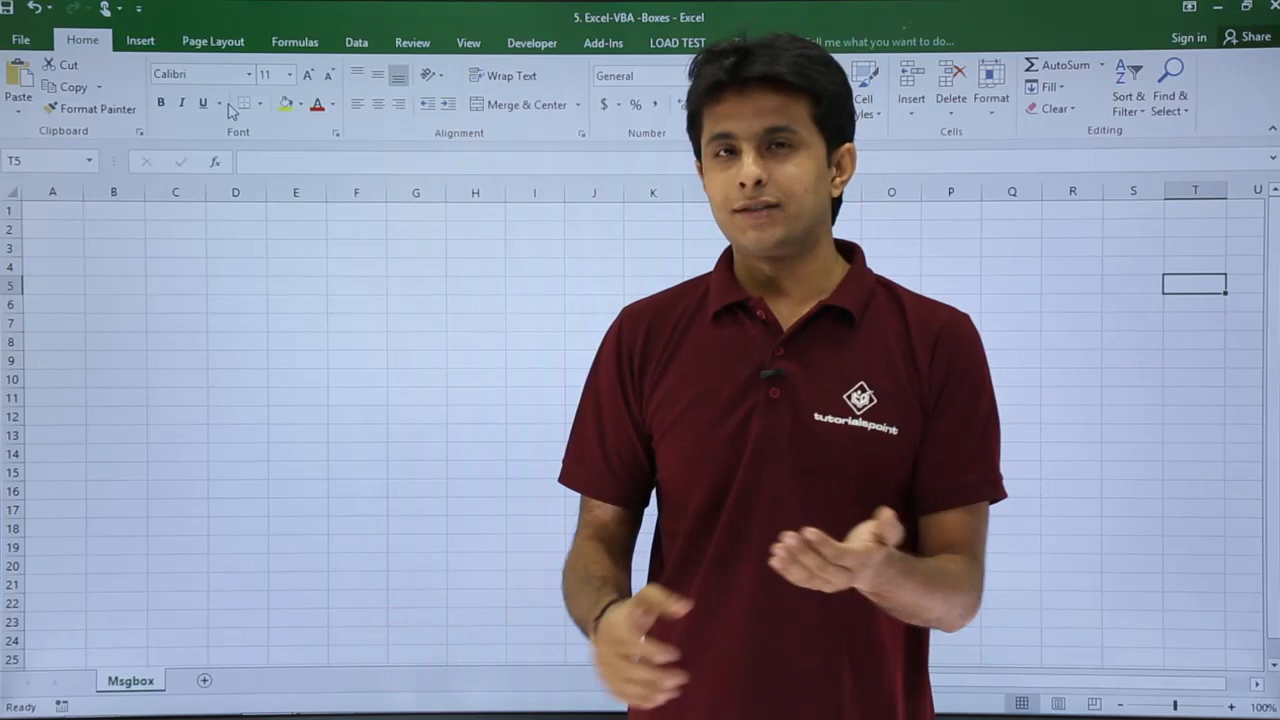 5. Excel-VBA -Boxes - Excel
File Home Insert Page Layout Formulas Data Review View Developer Add-Ins LOAD TEST Tell me what you want to do... Sign in Share
Paste
Cut
Copy
Format Painter
Clipboard
Calibri 11
B I U
Font
Wrap Text
Merge & Center
Alignment
General
$ % ,
Number
Cell
Styles
Insert Delete Format
Cells
AutoSum
Fill
Clear
Sort &
Filter
Find &
Select
Editing
T5 fx
A B C D E F G H I J K O P Q R S T U
1
2
3
4
5
6
7
8
9
10
11
12
13
14
15
16
17
18
19
20
21
22
23
24
25
tutorialspoint
Msgbox
Ready 100%